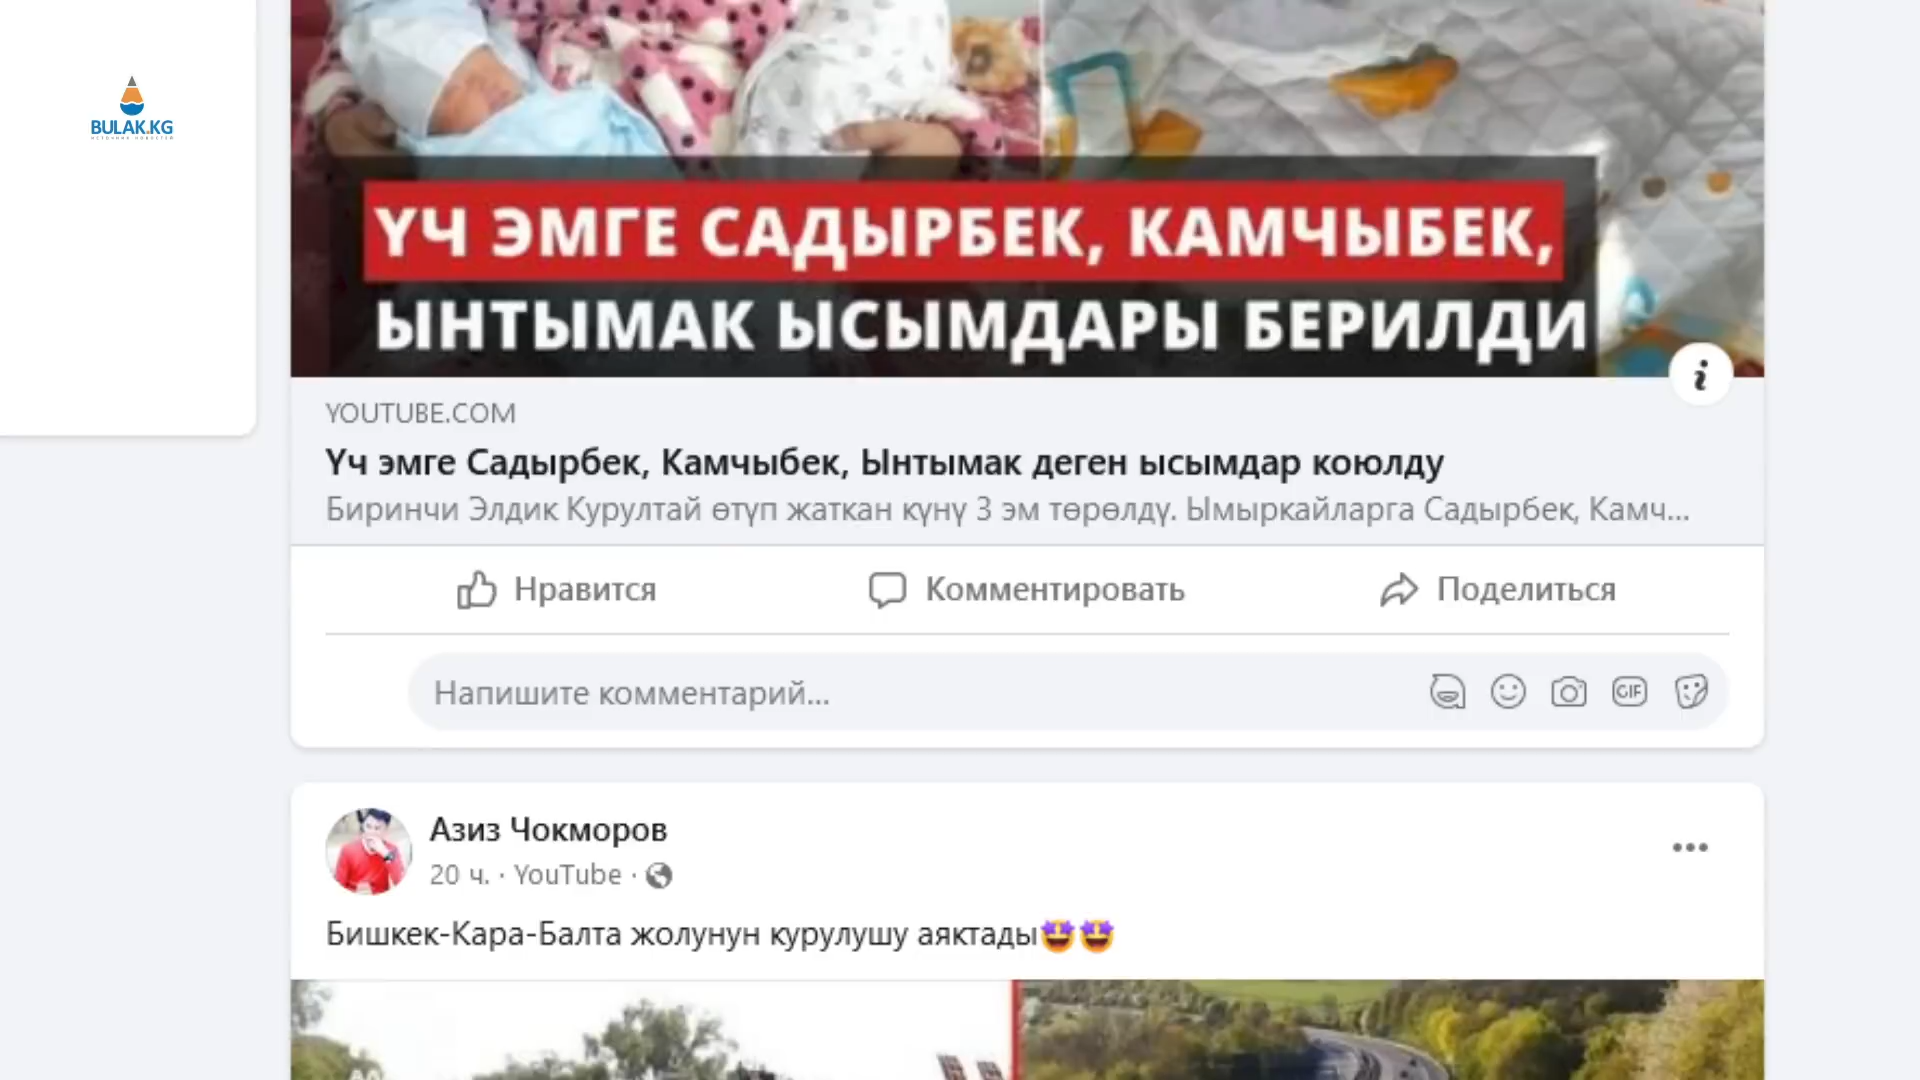 BULAK.KG
ИСТОЧНИК НОВОСТЕЙ
ҮЧ ЭМГЕ САДЫРБЕК, КАМЧЫБЕК,
ЫНТЫМАК ЫСЫМДАРЫ БЕРИЛДИ
YOUTUBE.COM
Үч эмге Садырбек, Камчыбек, Ынтымак деген ысымдар коюлду
Биринчи Элдик Курултай өтүп жаткан күнү 3 эм төрөлдү. Ымыркайларга Садырбек, Камч...
Нравится
Комментировать
Поделиться
Напишите комментарий...
GIF
Азиз Чокморов
20 ч. · YouTube ·
Бишкек-Кара-Балта жолунун курулушу аяктады🤩🤩